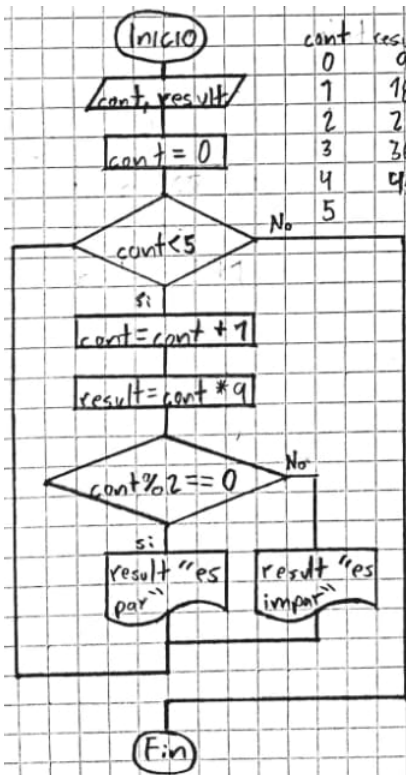 Inicio
cont, result
cont = 0
cont<5
No
si
cont=cont + 1
result=cont * 9
cont%2==0
No
si
result "es
par"
result "es
impar"
Fin
cont
0
1
2
3
4
5